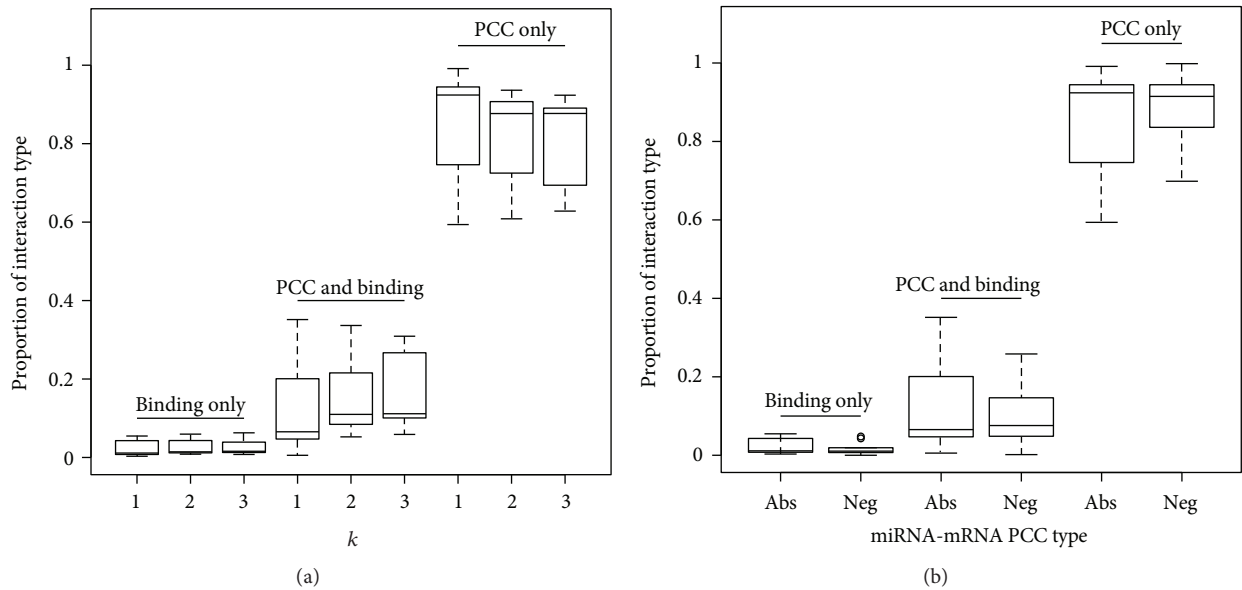 PCC only
PCC and binding
Binding only
Proportion of interaction type
1
0.8
0.6
0.4
0.2
0
1 2 3 1 2 3 1 2 3
k
(a)
PCC only
PCC and binding
Binding only
Proportion of interaction type
1
0.8
0.6
0.4
0.2
0
Abs Neg Abs Neg Abs Neg
miRNA-mRNA PCC type
(b)